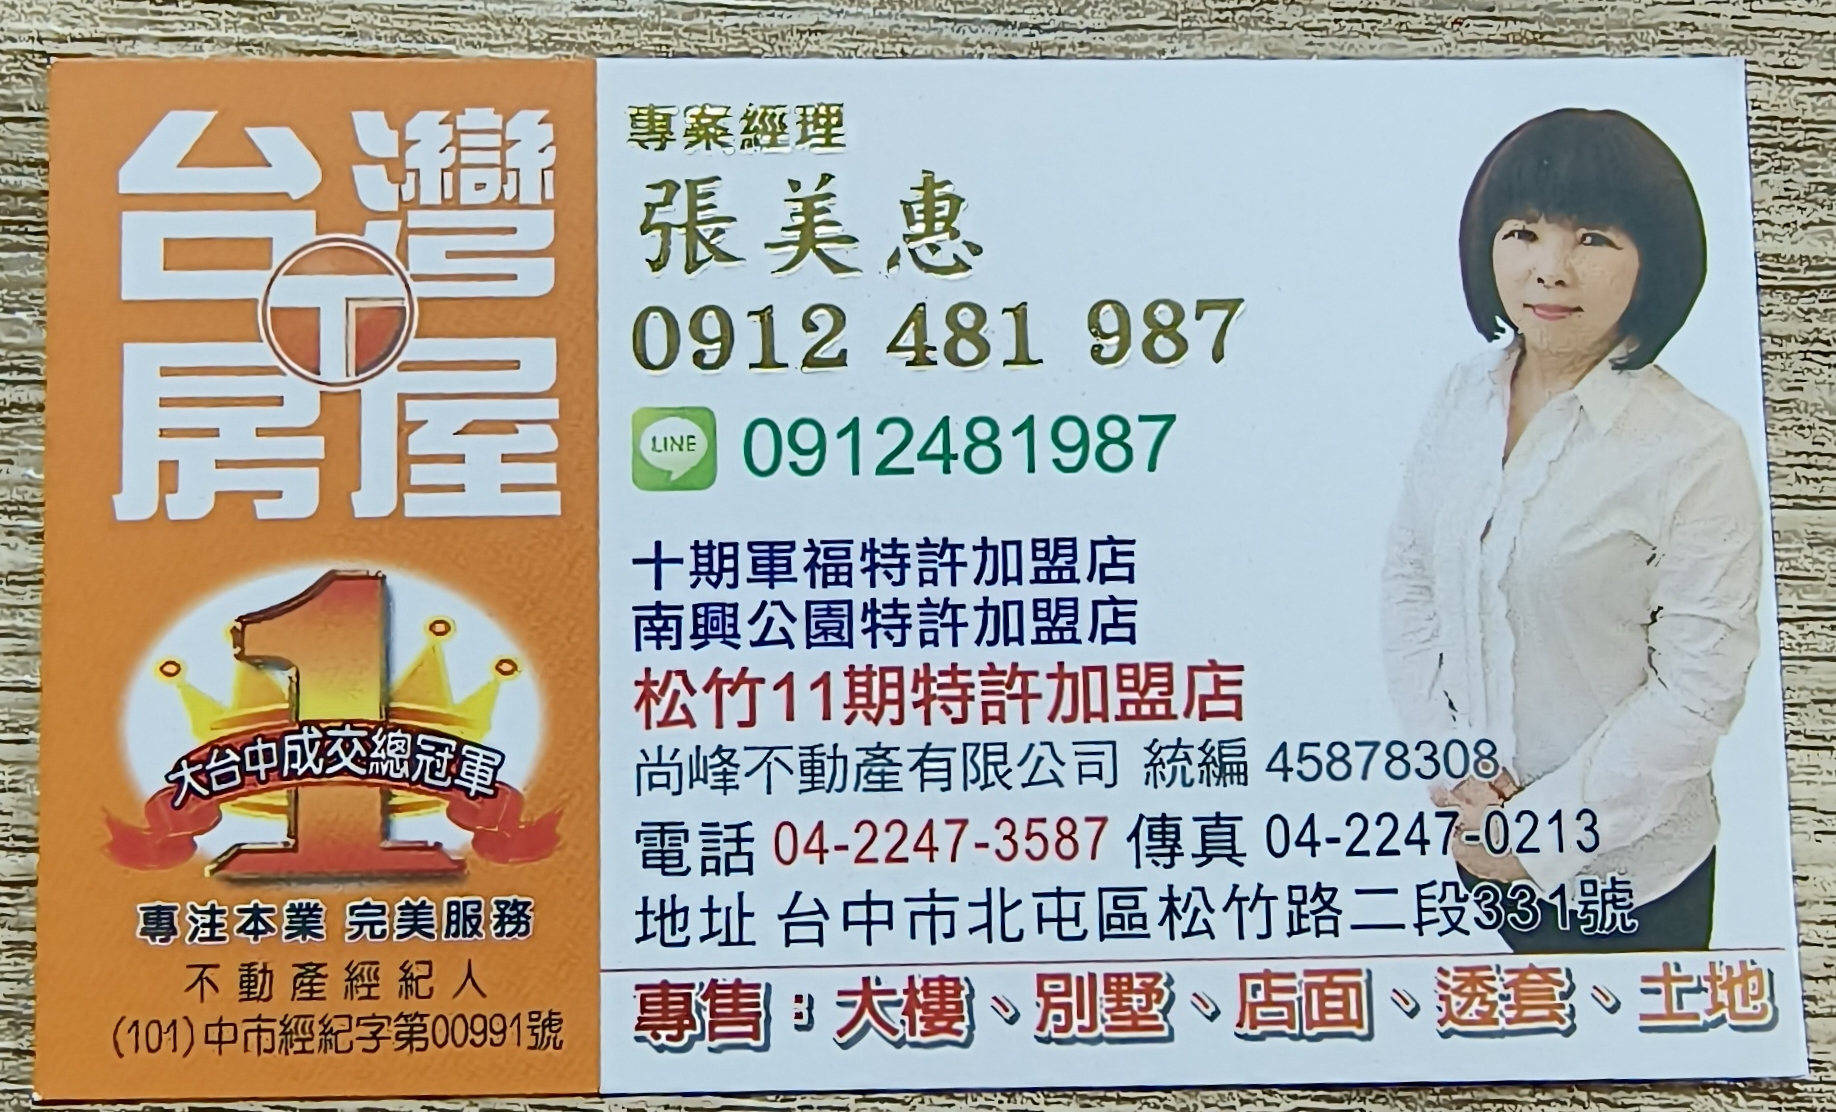 台灣
房屋
T
1
大台中成交總冠軍
專注本業 完美服務
不動產經紀人
(101)中市經紀字第00991號
專案經理
張美惠
0912 481 987
LINE 0912481987
十期軍福特許加盟店
南興公園特許加盟店
松竹11期特許加盟店
尚峰不動產有限公司 統編 45878308
電話 04-2247-3587 傳真 04-2247-0213
地址 台中市北屯區松竹路二段331號
專售：大樓、別墅、店面、透套、土地